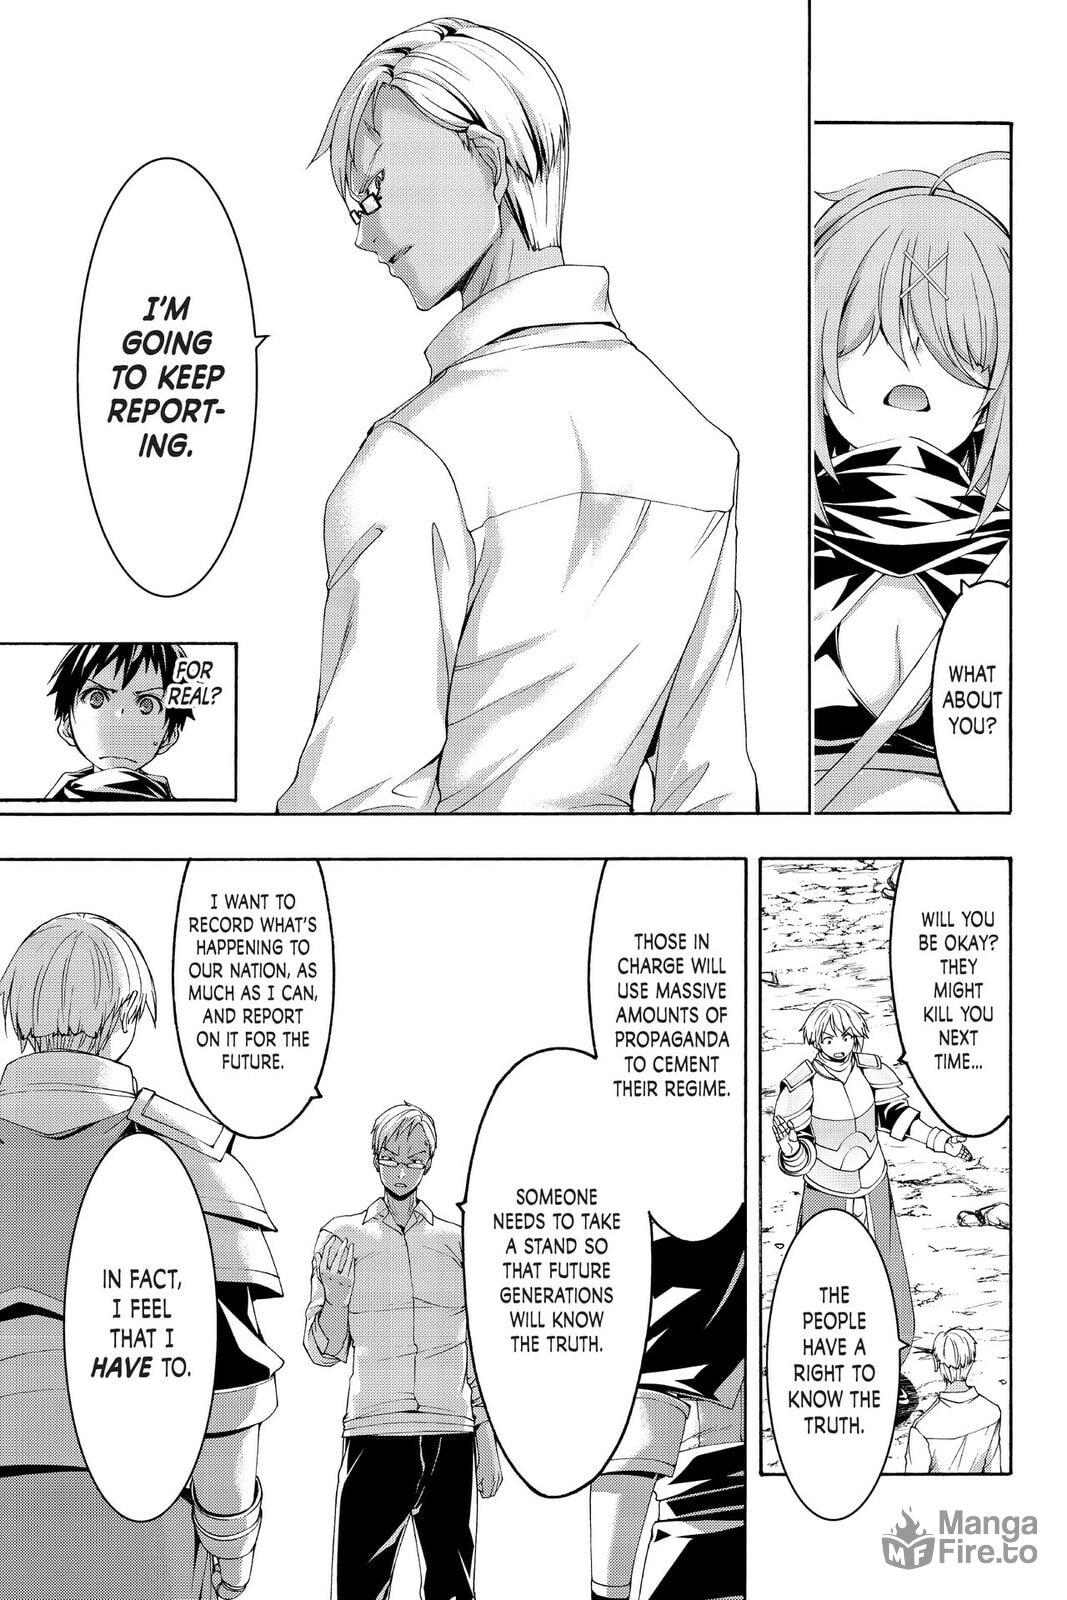 WHAT
ABOUT
YOU?
I'M
GOING
TO KEEP
REPORT-
ING.
FOR
REAL?
WILL YOU
BE OKAY?
THEY
MIGHT
KILL YOU
NEXT
TIME...
THE
PEOPLE
HAVE A
RIGHT TO
KNOW THE
TRUTH.
THOSE IN
CHARGE WILL
USE MASSIVE
AMOUNTS OF
PROPAGANDA
TO CEMENT
THEIR REGIME.
SOMEONE
NEEDS TO TAKE
A STAND SO
THAT FUTURE
GENERATIONS
WILL KNOW
THE TRUTH.
I WANT TO
RECORD WHAT'S
HAPPENING TO
OUR NATION, AS
MUCH AS I CAN,
AND REPORT
ON IT FOR THE
FUTURE.
IN FACT,
I FEEL
THAT I
HAVE TO.
MF Manga
Fire.to